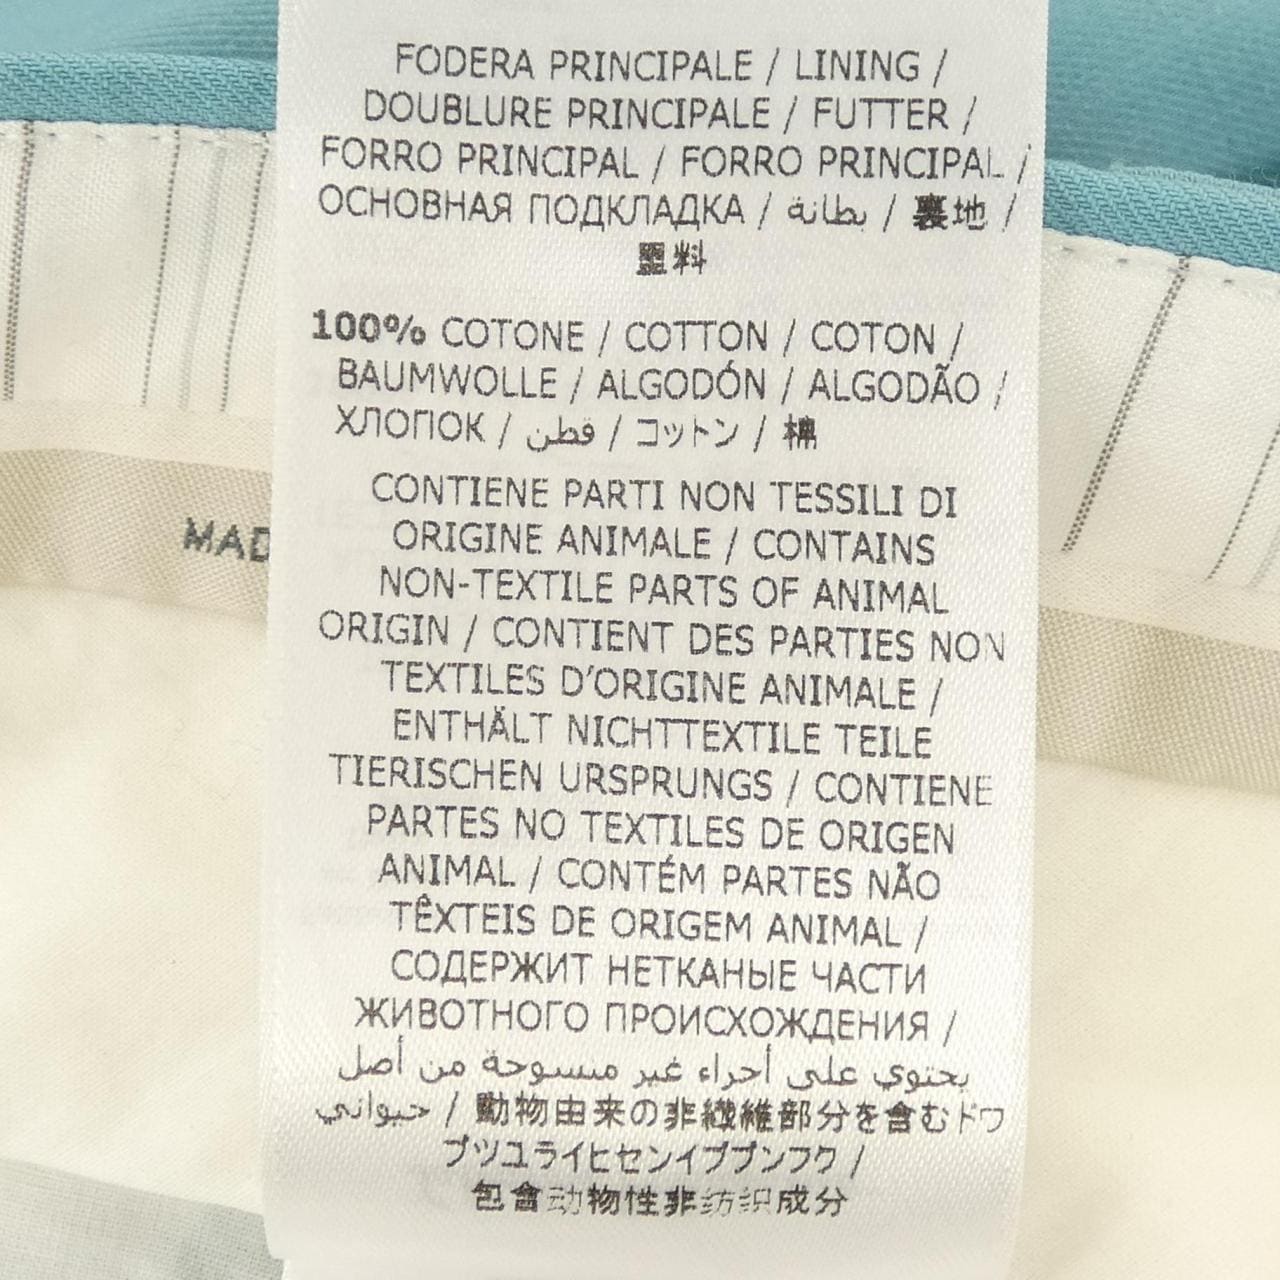 FODERA PRINCIPALE / LINING /
DOUBLURE PRINCIPALE / FUTTER /
FORRO PRINCIPAL / FORRO PRINCIPAL /
ОСНОВНАЯ ПОДКЛАДКА / بطانة / 裏地 /
料
100% COTONE / COTTON / COTON /
BAUMWOLLE / ALGODÓN / ALGODÃO /
ХЛОПОК / قطن / コットン / 棉
CONTIENE PARTI NON TESSILI DI
ORIGINE ANIMALE / CONTAINS
NON-TEXTILE PARTS OF ANIMAL
ORIGIN / CONTIENT DES PARTIES NON
TEXTILES D'ORIGINE ANIMALE /
ENTHÄLT NICHTTEXTILE TEILE
TIERISCHEN URSPRUNGS / CONTIENE
PARTES NO TEXTILES DE ORIGEN
ANIMAL / CONTÉM PARTES NÃO
TÊXTEIS DE ORIGEM ANIMAL /
СОДЕРЖИТ НЕТКАНЫЕ ЧАСТИ
ЖИВОТНОГО ПРОИСХОЖДЕНИЯ /
يحتوي على أجزاء غير منسوجة من أصل
حيواني / 動物由来の非繊維部分を含むドワ
プツユライヒセンイブブンフク /
包含动物性非纺织成分
MAD